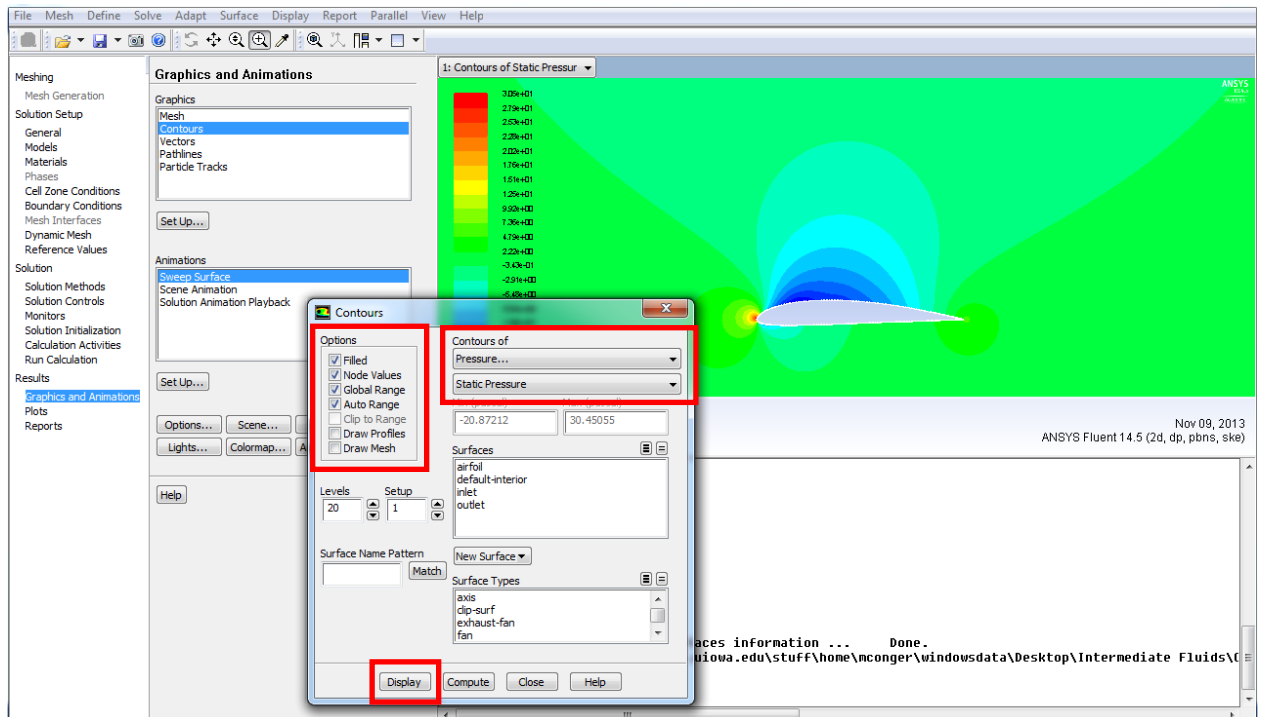 File Mesh Define Solve Adapt Surface Display Report Parallel View Help
Meshing
Mesh Generation
Solution Setup
General
Models
Materials
Phases
Cell Zone Conditions
Boundary Conditions
Mesh Interfaces
Dynamic Mesh
Reference Values
Solution
Solution Methods
Solution Controls
Monitors
Solution Initialization
Calculation Activities
Run Calculation
Results
Graphics and Animations
Plots
Reports
Graphics and Animations
Graphics
Mesh
Contours
Vectors
Pathlines
Particle Tracks
Set Up...
Animations
Sweep Surface
Scene Animation
Solution Animation Playback
Set Up...
Options... Scene...
Lights... Colormap... A
Help
1: Contours of Static Pressur
3.05e+01
2.79e+01
2.53e+01
2.28e+01
2.02e+01
1.76e+01
1.51e+01
1.25e+01
9.92e+00
7.36e+00
4.79e+00
2.22e+00
-3.43e-01
-2.91e+00
-5.48e+00
ANSYS
Contours
Options
Filled
Node Values
Global Range
Auto Range
Clip to Range
Draw Profiles
Draw Mesh
Levels Setup
20 1
Surface Name Pattern
Match
Contours of
Pressure...
Static Pressure
-20.87212 30.45055
Surfaces
airfoil
default-interior
inlet
outlet
New Surface
Surface Types
axis
clip-surf
exhaust-fan
fan
Display Compute Close Help
Nov 09, 2013
ANSYS Fluent 14.5 (2d, dp, pbns, ske)
aces information ... Done.
uiowa.edu\stuff\home\mconger\windowsdata\Desktop\Intermediate Fluids\